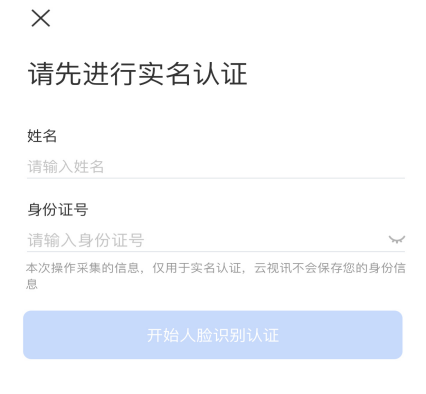 请先进行实名认证
姓名
请输入姓名
身份证号
请输入身份证号
本次操作采集的信息，仅用于实名认证，云视讯不会保存您的身份信
息
开始人脸识别认证